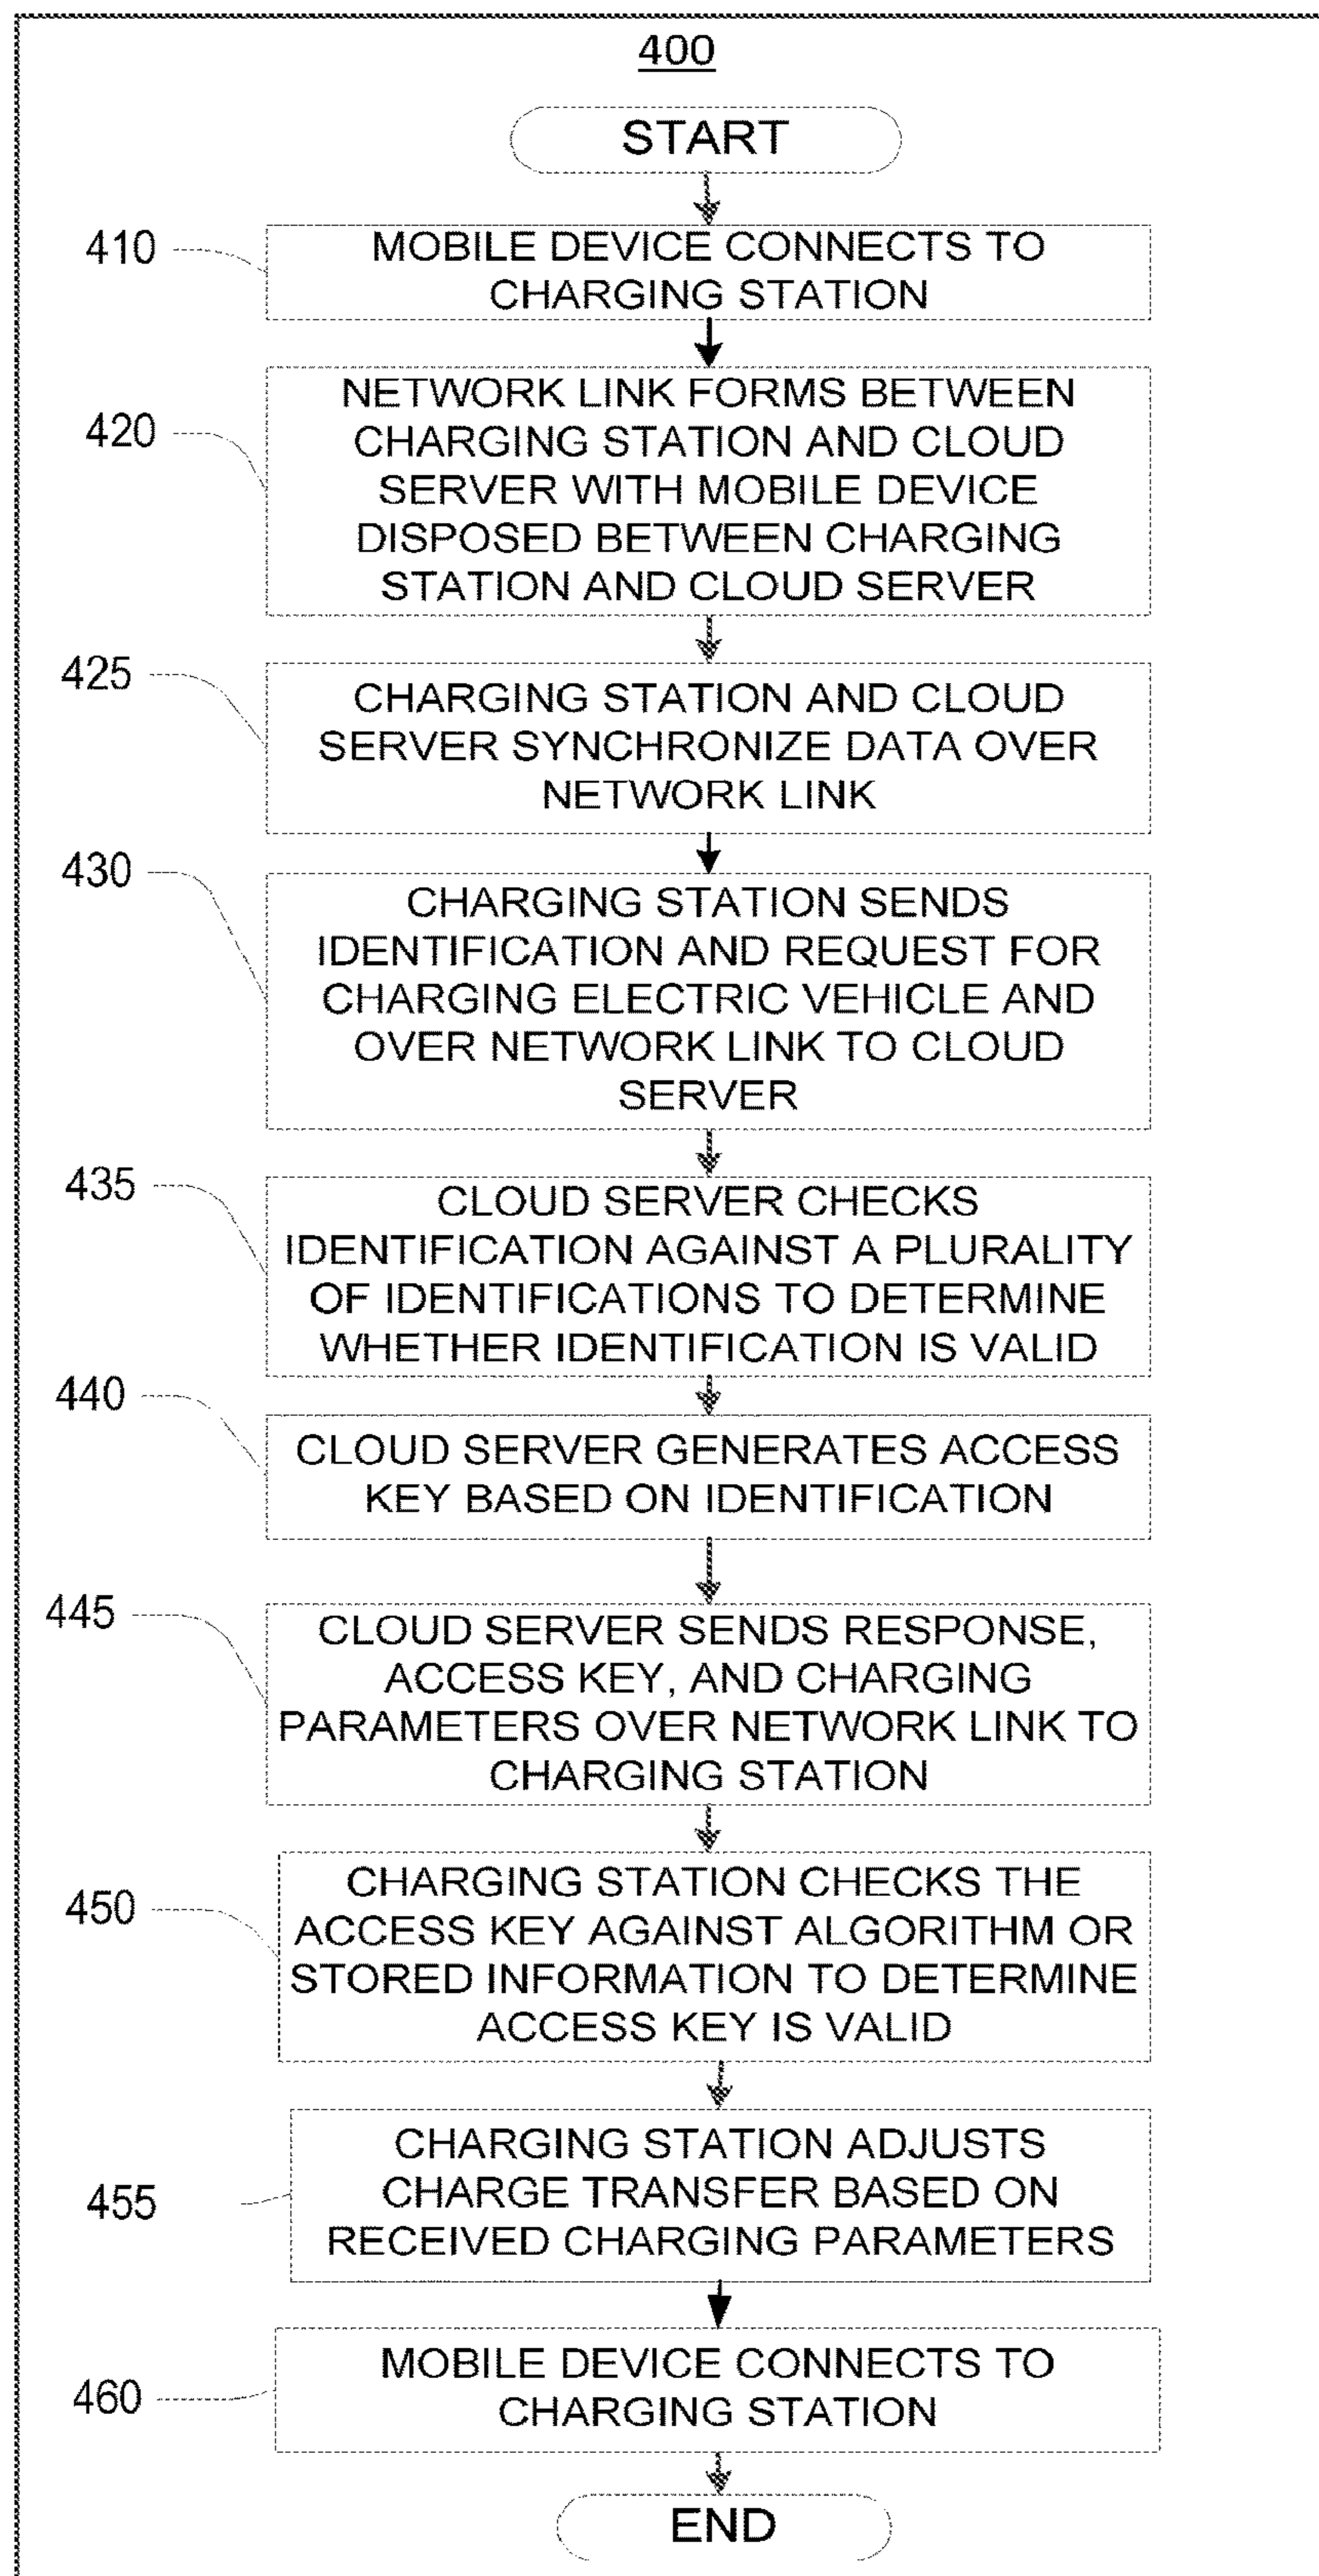 400
START
410
MOBILE DEVICE CONNECTS TO
CHARGING STATION
420
NETWORK LINK FORMS BETWEEN
CHARGING STATION AND CLOUD
SERVER WITH MOBILE DEVICE
DISPOSED BETWEEN CHARGING
STATION AND CLOUD SERVER
425
CHARGING STATION AND CLOUD
SERVER SYNCHRONIZE DATA OVER
NETWORK LINK
430
CHARGING STATION SENDS
IDENTIFICATION AND REQUEST FOR
CHARGING ELECTRIC VEHICLE AND
OVER NETWORK LINK TO CLOUD
SERVER
435
CLOUD SERVER CHECKS
IDENTIFICATION AGAINST A PLURALITY
OF IDENTIFICATIONS TO DETERMINE
WHETHER IDENTIFICATION IS VALID
440
CLOUD SERVER GENERATES ACCESS
KEY BASED ON IDENTIFICATION
445
CLOUD SERVER SENDS RESPONSE,
ACCESS KEY, AND CHARGING
PARAMETERS OVER NETWORK LINK TO
CHARGING STATION
450
CHARGING STATION CHECKS THE
ACCESS KEY AGAINST ALGORITHM OR
STORED INFORMATION TO DETERMINE
ACCESS KEY IS VALID
455
CHARGING STATION ADJUSTS
CHARGE TRANSFER BASED ON
RECEIVED CHARGING PARAMETERS
460
MOBILE DEVICE CONNECTS TO
CHARGING STATION
END